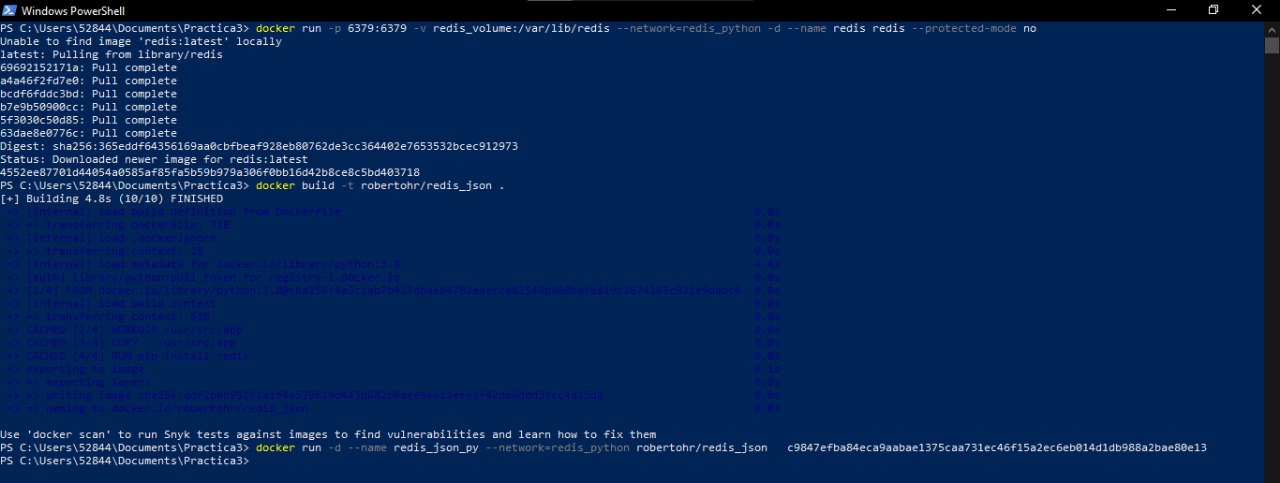 Windows PowerShell
PS C:\Users\52844\Documents\Practica3> docker run -p 6379:6379 -v redis_volume:/var/lib/redis --network=redis_python -d --name redis redis --protected-mode no
Unable to find image 'redis:latest' locally
latest: Pulling from library/redis
69692152171a: Pull complete
a4a46f2fd7e0: Pull complete
bcdf6fddc3bd: Pull complete
b7e9b50900cc: Pull complete
5f3030c50d85: Pull complete
63dae8e0776c: Pull complete
Digest: sha256:365eddf64356169aa0cbfbeaf928eb80762de3cc364402e7653532bcec912973
Status: Downloaded newer image for redis:latest
4552ee87701d44054a0585af85fa5b59b979a306f0bb16d42b8ce8c5bd403718
PS C:\Users\52844\Documents\Practica3> docker build -t robertohr/redis_json .
[+] Building 4.8s (10/10) FINISHED
=> [internal] load build definition from Dockerfile 0.0s
=> => transferring dockerfile: 32B 0.0s
=> [internal] load .dockerignore 0.0s
=> => transferring context: 2B 0.0s
=> [internal] load metadata for docker.io/library/python:3.8 4.4s
=> [auth] library/python:pull token for registry-1.docker.io 0.0s
=> [1/4] FROM 0.0s
=> [internal] load build context 0.0s
=> => transferring context: 63B 0.0s
=> CACHED [2/4] WORKDIR /usr/src/app 0.0s
=> CACHED [3/4] COPY . /usr/src/app 0.0s
=> CACHED [4/4] RUN pip install redis 0.0s
=> exporting to image 0.1s
=> => exporting layers 0.0s
=> => writing image 0.0s
=> => naming to docker.io/robertohr/redis_json 0.0s
Use 'docker scan' to run Snyk tests against images to find vulnerabilities and learn how to fix them
PS C:\Users\52844\Documents\Practica3> docker run -d --name redis_json_py --network=redis_python robertohr/redis_json c9847efba84eca9aabae1375caa731ec46f15a2ec6eb014d1db988a2bae80e13
PS C:\Users\52844\Documents\Practica3>